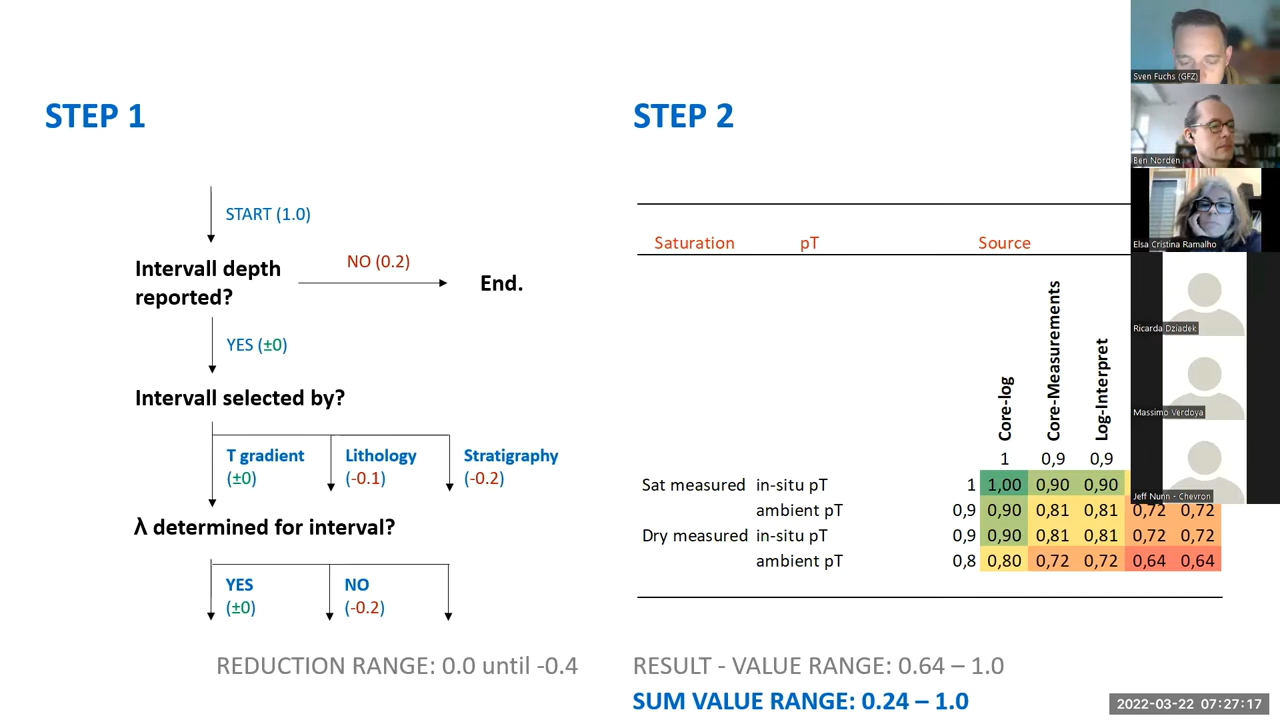 STEP 1
START (1.0)
Intervall depth
reported?
NO (0.2)
End.
YES (±0)
Intervall selected by?
T gradient
(±0)
Lithology
(-0.1)
Stratigraphy
(-0.2)
λ determined for interval?
YES
(±0)
NO
(-0.2)
REDUCTION RANGE: 0.0 until -0.4
STEP 2
Saturation pT Source
Core-log
Core-Measurements
Log-Interpret
1 0,9 0,9
Sat measured in-situ pT 1 1,00 0,90 0,90
ambient pT 0,9 0,90 0,81 0,81 0,72 0,72
Dry measured in-situ pT 0,9 0,90 0,81 0,81 0,72 0,72
ambient pT 0,8 0,80 0,72 0,72 0,64 0,64
RESULT - VALUE RANGE: 0.64 – 1.0
SUM VALUE RANGE: 0.24 – 1.0
Sven Fuchs (GFZ)
Ben Norden
Elsa Cristina Ramalho
Ricarda Dziadek
Massimo Verdoya
Jeff Nunn - Chevron
2022-03-22 07:27:17